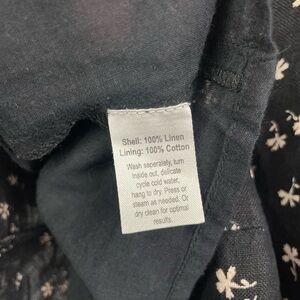 Shell: 100% Linen
Lining: 100% Cotton
Wash seperately, turn
inside out, delicate
cycle cold water,
hang to dry. Press or
steam as needed. Or
dry clean for optimal
results.